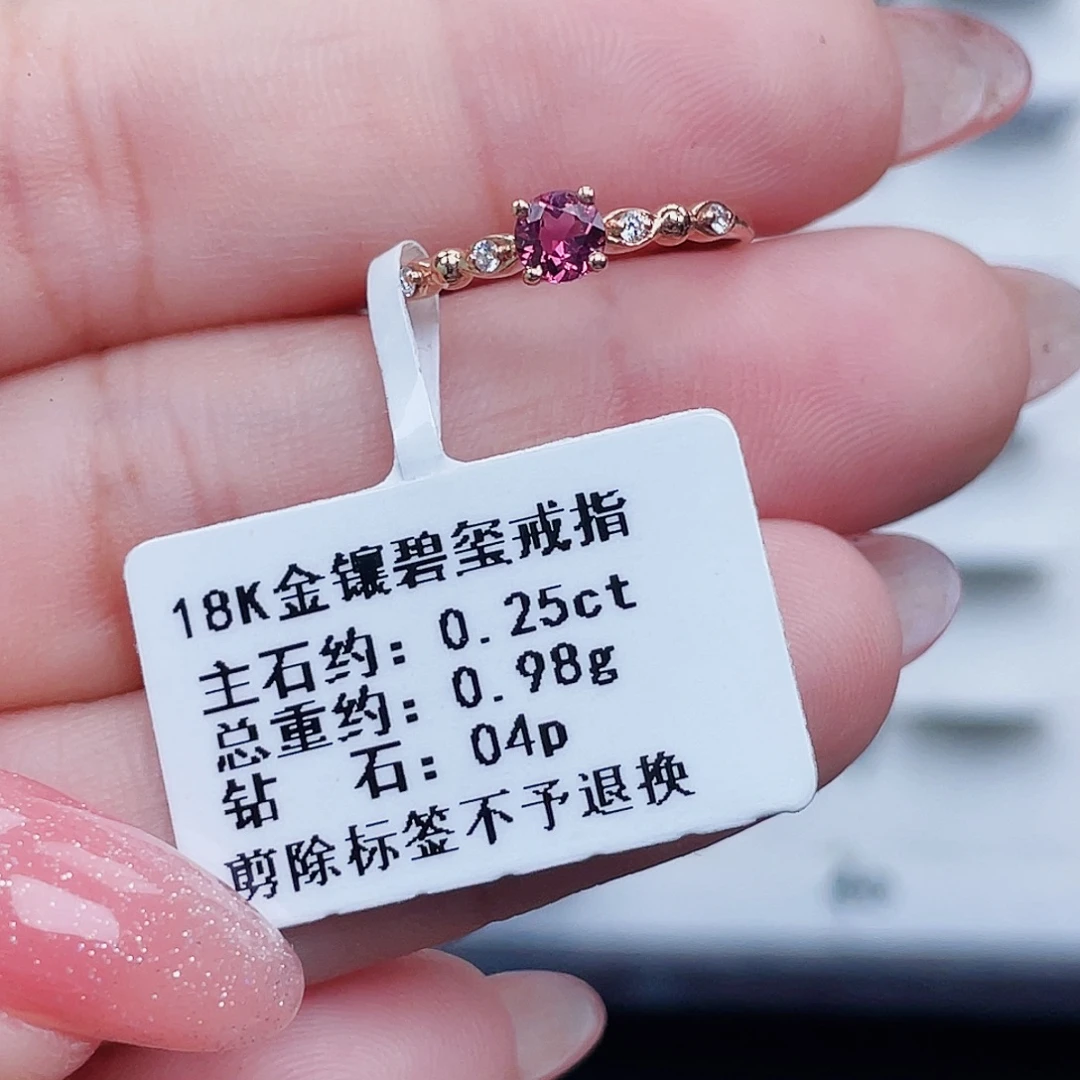 18K金镶碧玺戒指
主石约：0.25ct
总重约：0.98g
钻 石：04p
剪除标签不予退换